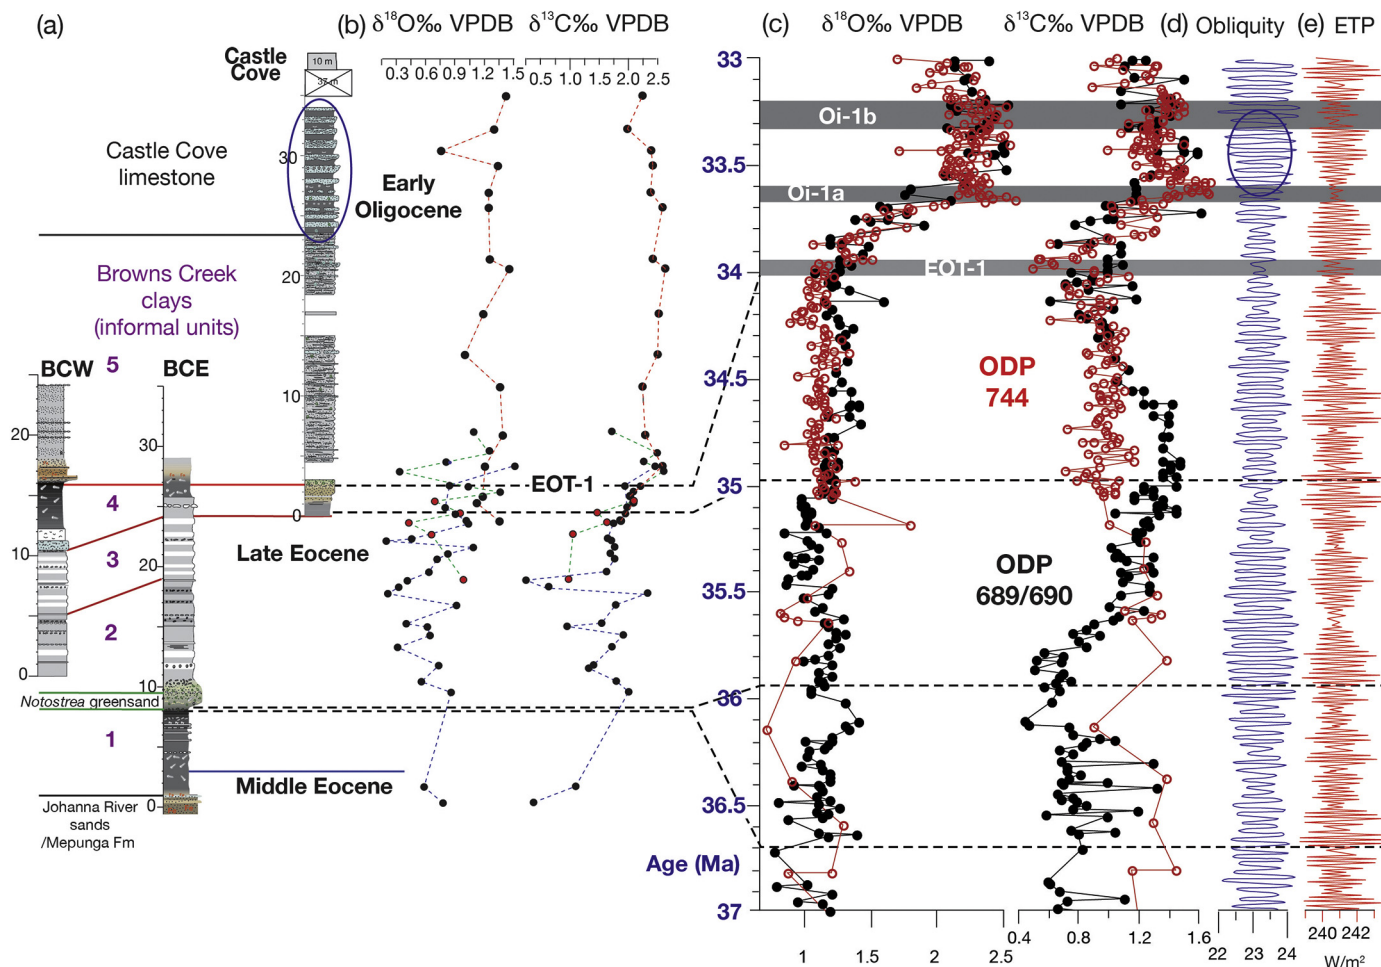 (a)
(b) δ¹⁸O‰ VPDB
δ¹³C‰ VPDB
(c) δ¹⁸O‰ VPDB
δ¹³C‰ VPDB
(d) Obliquity
(e) ETP
Castle
Cove
10 m
37 m
0.3 0.6 0.9 1.2 1.5
0.5 1.0 1.5 2.0 2.5
33
Oi-1b
Castle Cove
limestone
30
Early
Oligocene
33.5
Oi-1a
Browns Creek
clays
(informal units)
20
34
EOT-1
5
BCW
BCE
ODP
744
34.5
10
20
30
EOT-1
35
4
0
Late Eocene
3
10
20
ODP
689/690
35.5
2
0
10
Notostrea greensand
36
1
Middle Eocene
36.5
Johanna River
sands
/Mepunga Fm
0
Age (Ma)
37
0.4 0.8 1.2 1.6
22 23 24
240 242
1 1.5 2 2.5
W/m²